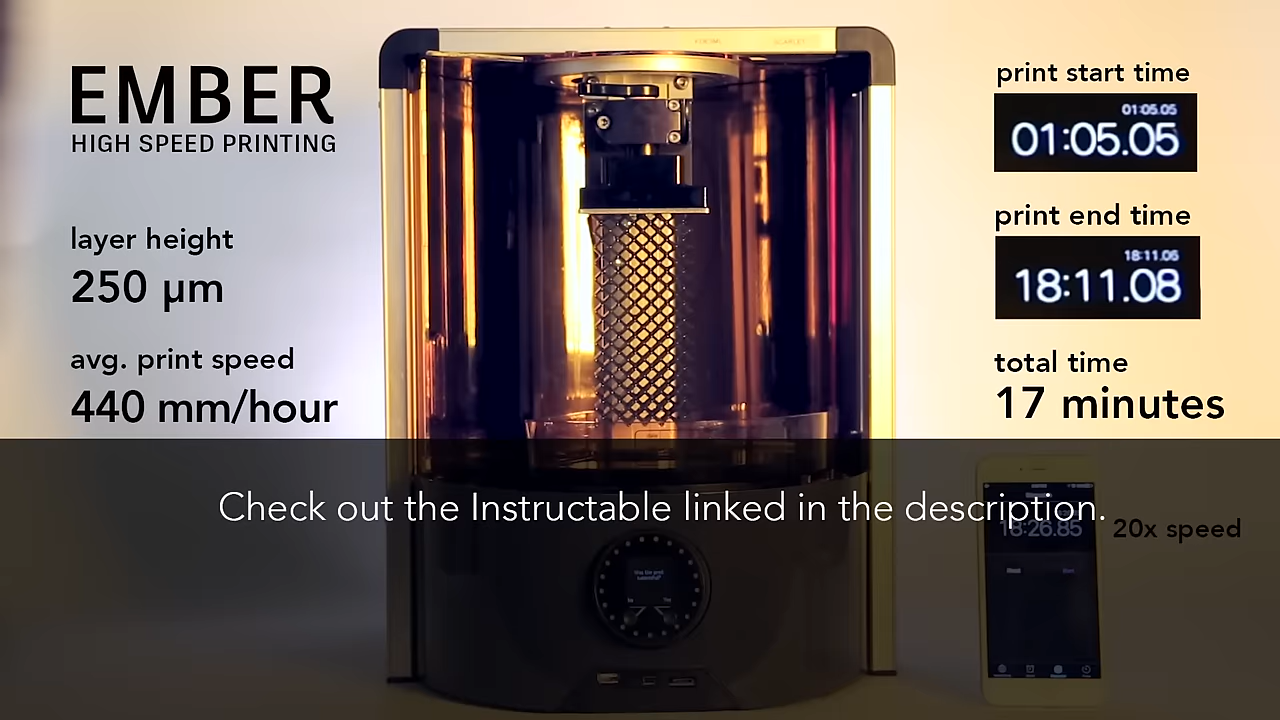 EMBER
HIGH SPEED PRINTING
layer height
250 µm
avg. print speed
440 mm/hour
print start time
01:05.05
01:05.05
print end time
18:11.06
18:11.08
total time
17 minutes
Check out the Instructable linked in the description.
18:26.85
20x speed